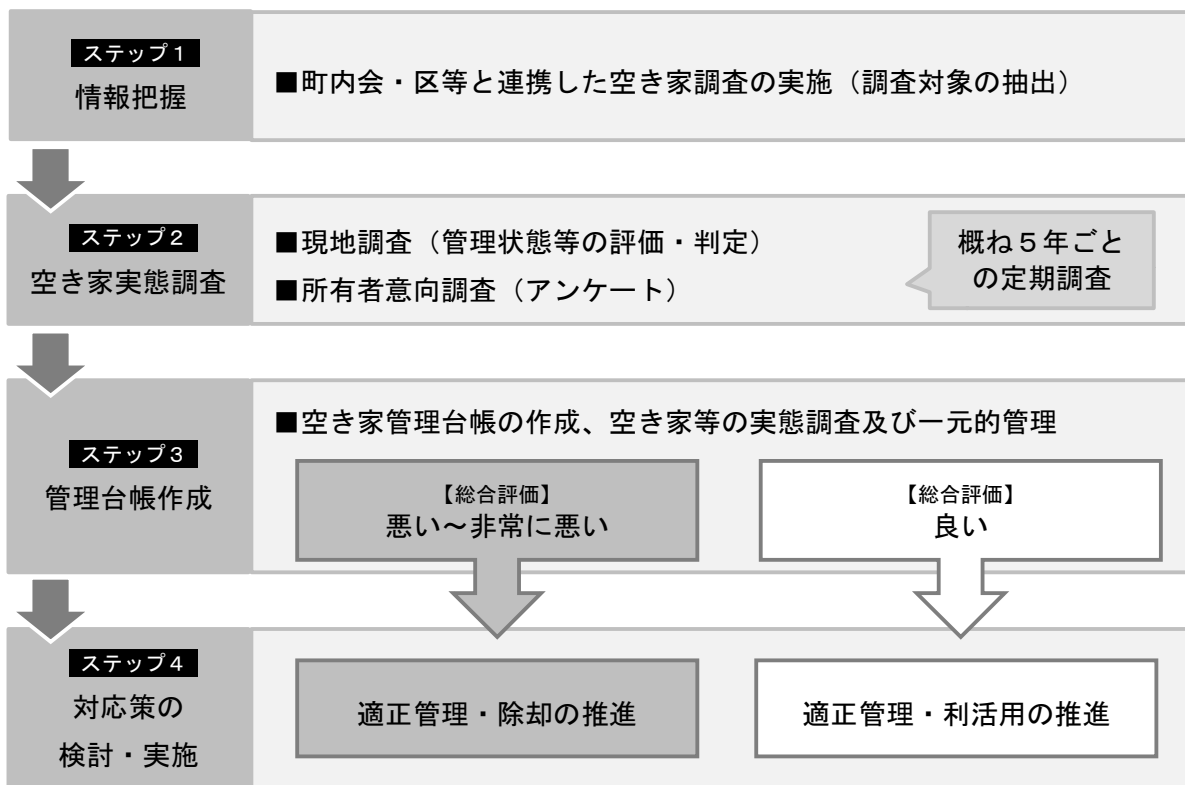 ステップ1
情報把握
■町内会・区等と連携した空き家調査の実施（調査対象の抽出）
ステップ2
空き家実態調査
■現地調査（管理状態等の評価・判定）
■所有者意向調査（アンケート）
概ね５年ごと
の定期調査
ステップ3
管理台帳作成
■空き家管理台帳の作成、空き家等の実態調査及び一元的管理
【総合評価】
悪い～非常に悪い
【総合評価】
良い
ステップ4
対応策の
検討・実施
適正管理・除却の推進
適正管理・利活用の推進